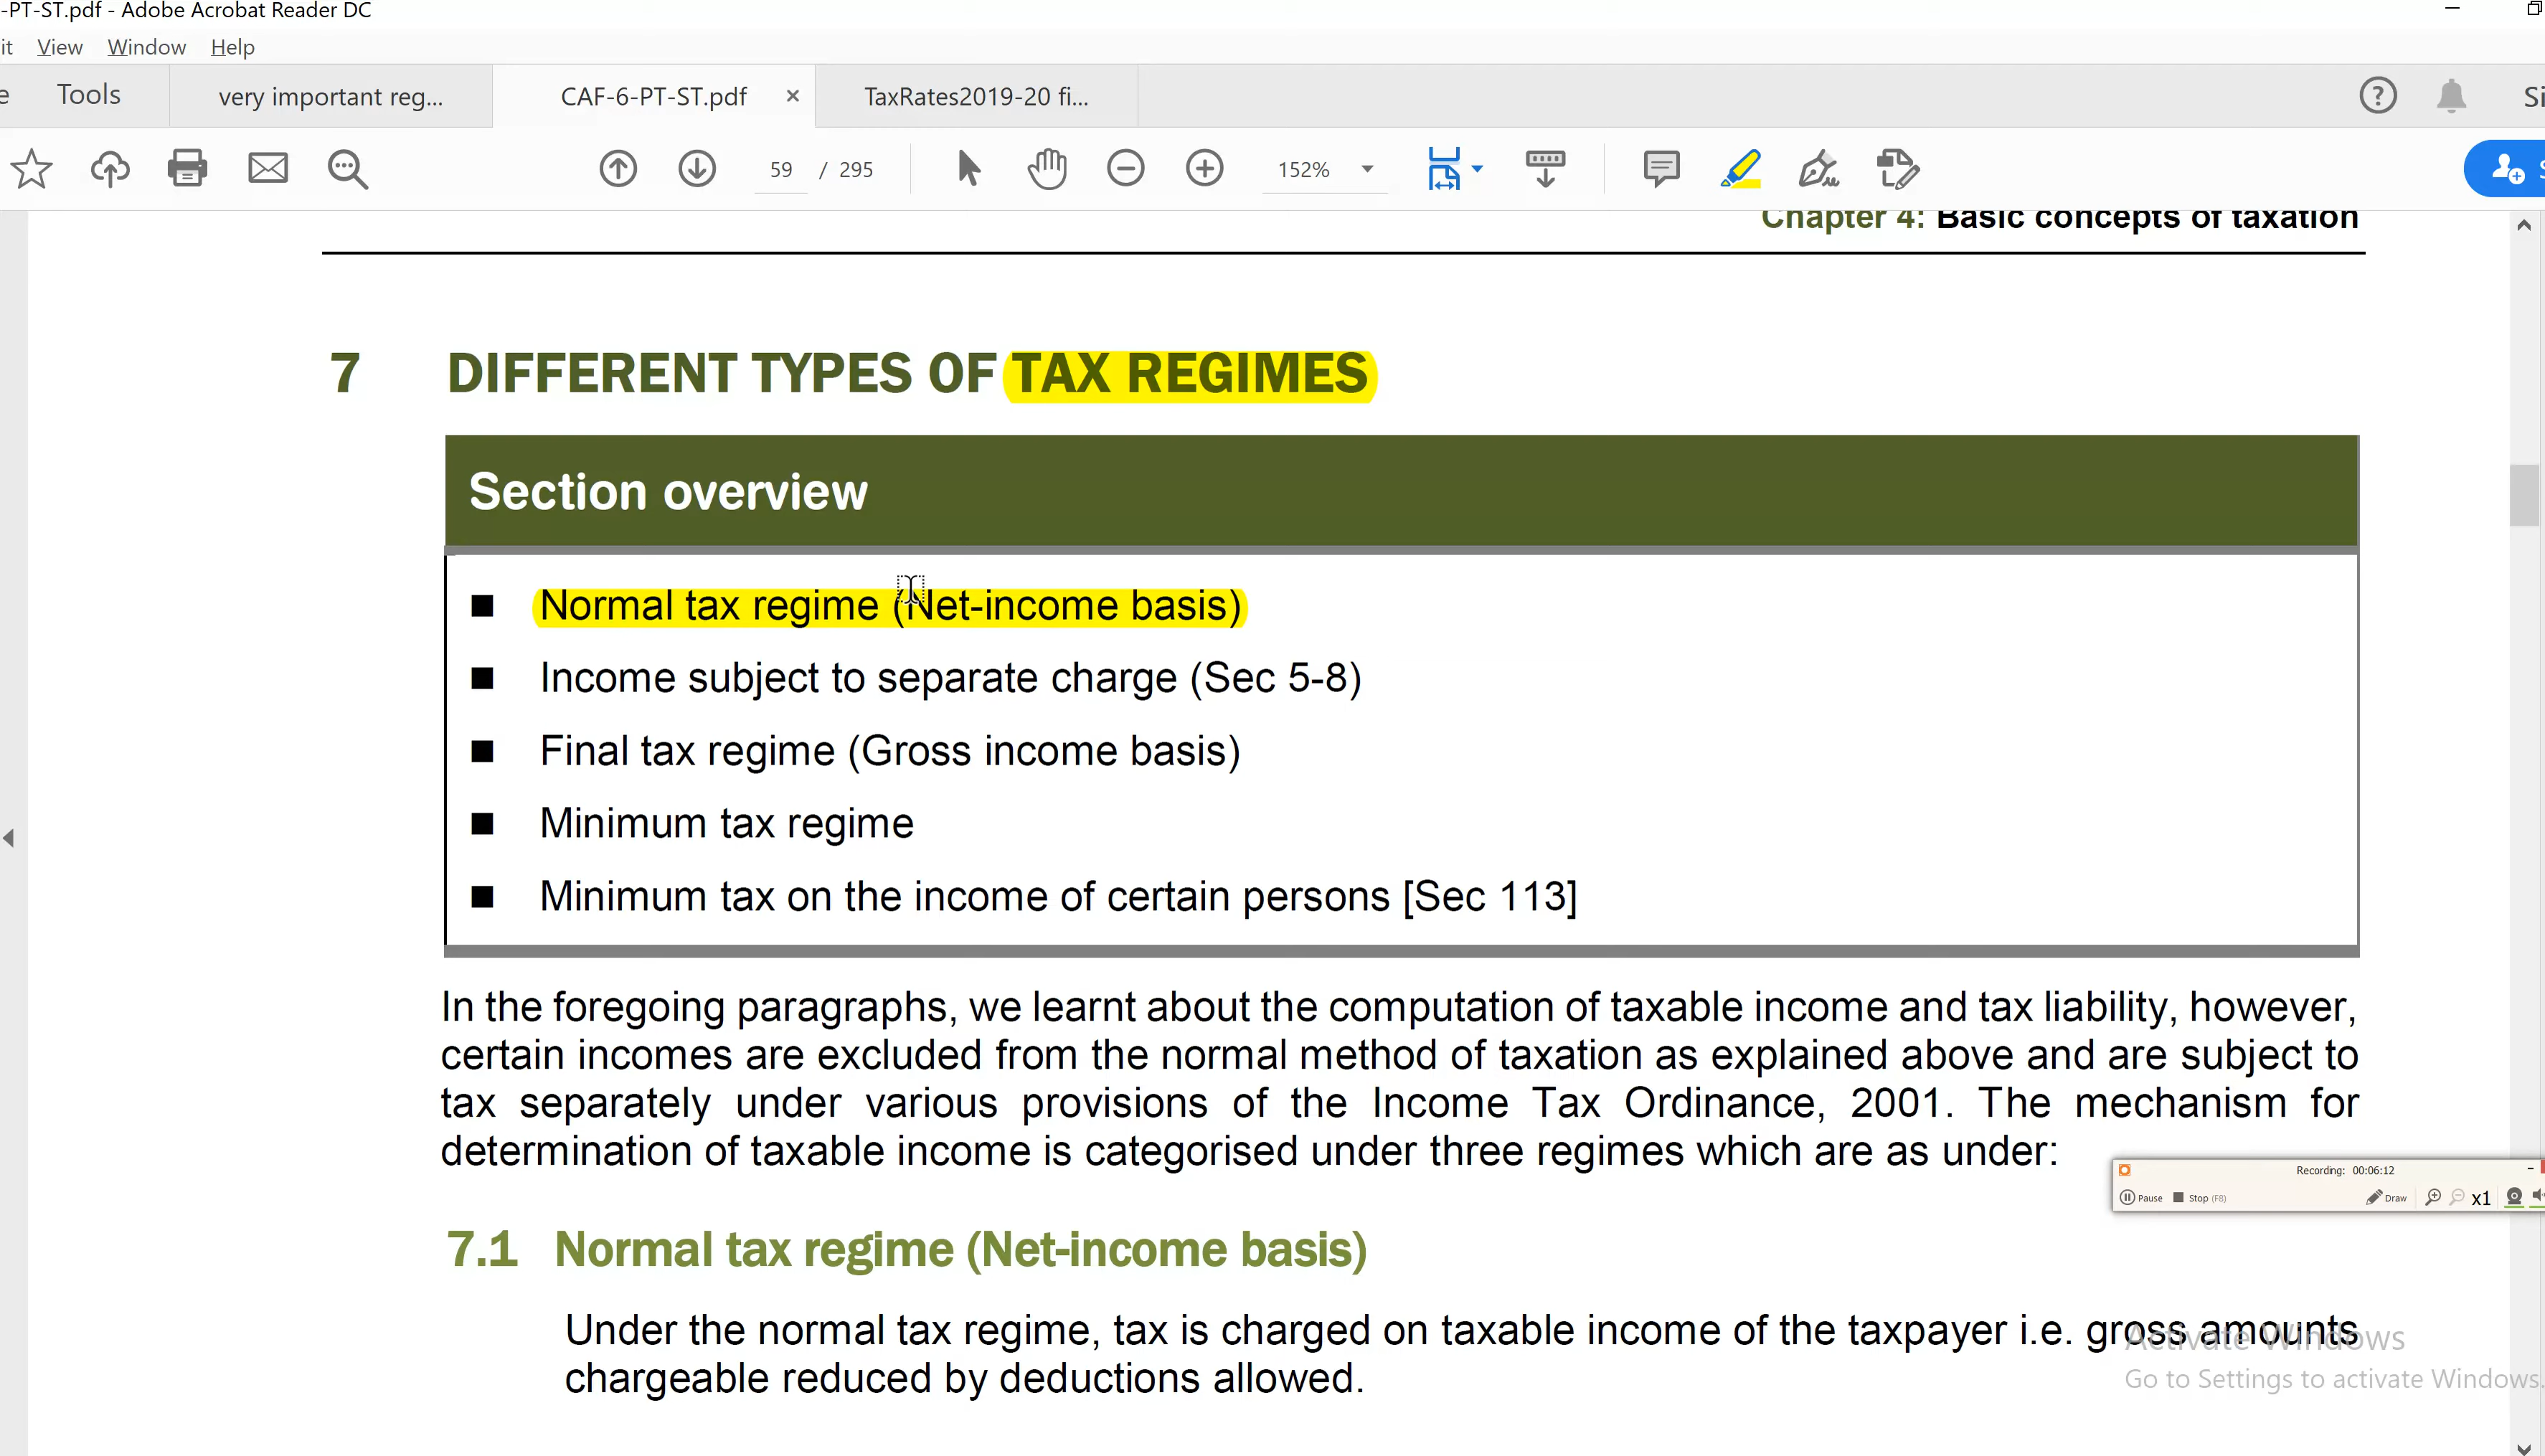 -PT-ST.pdf - Adobe Acrobat Reader DC
it View Window Help
e Tools very important reg... CAF-6-PT-ST.pdf × TaxRates2019-20 fi... ? Si
59 / 295 152%
Chapter 4: Basic concepts of taxation
7 DIFFERENT TYPES OF TAX REGIMES
Section overview
■ Normal tax regime (Net-income basis)
■ Income subject to separate charge (Sec 5-8)
■ Final tax regime (Gross income basis)
■ Minimum tax regime
■ Minimum tax on the income of certain persons [Sec 113]
In the foregoing paragraphs, we learnt about the computation of taxable income and tax liability, however,
certain incomes are excluded from the normal method of taxation as explained above and are subject to
tax separately under various provisions of the Income Tax Ordinance, 2001. The mechanism for
determination of taxable income is categorised under three regimes which are as under:
Recording: 00:06:12
Pause Stop (F8) Draw x1
7.1 Normal tax regime (Net-income basis)
Under the normal tax regime, tax is charged on taxable income of the taxpayer i.e. gross amounts
chargeable reduced by deductions allowed.
Activate Windows
Go to Settings to activate Windows.